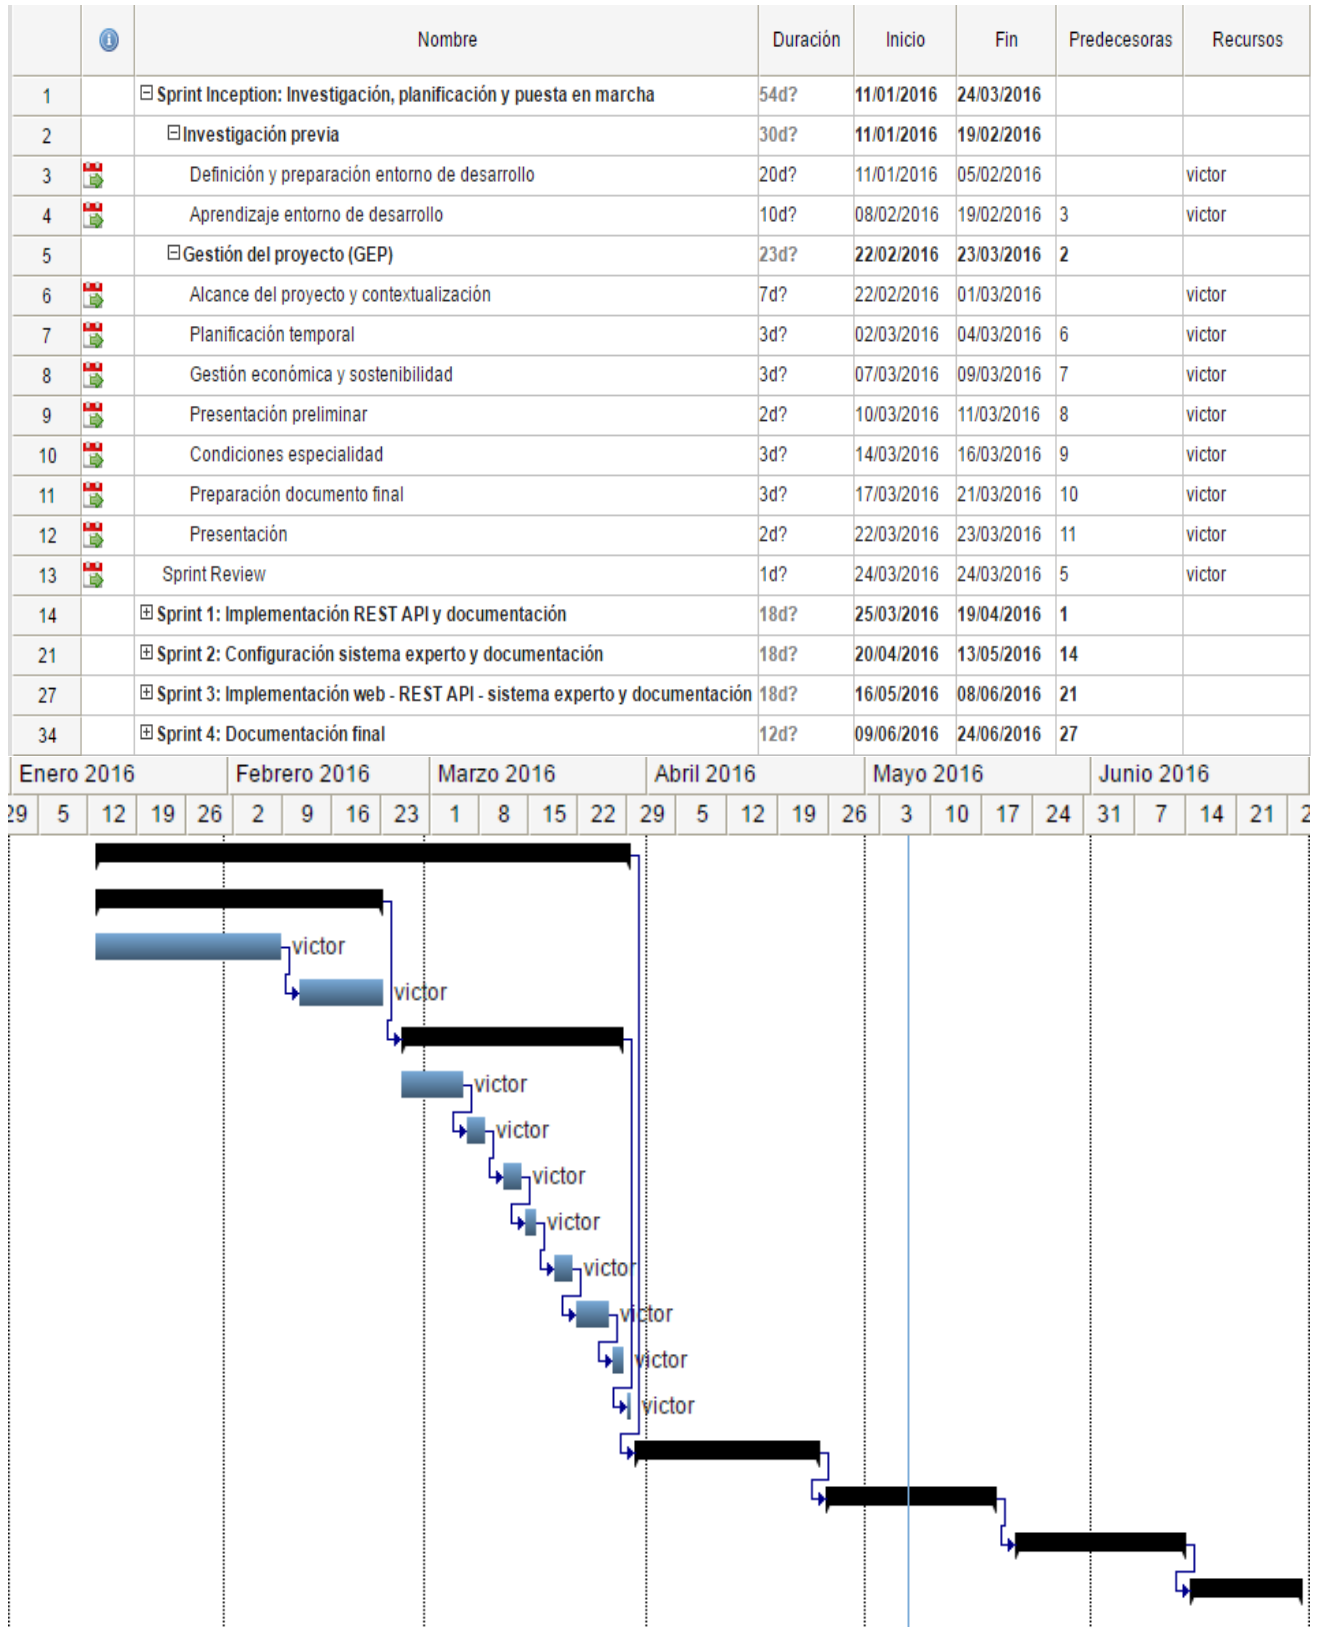 Nombre Duración Inicio Fin Predecesoras Recursos
1 Sprint Inception: Investigación, planificación y puesta en marcha 54d? 11/01/2016 24/03/2016
2 Investigación previa 30d? 11/01/2016 19/02/2016
3 Definición y preparación entorno de desarrollo 20d? 11/01/2016 05/02/2016 victor
4 Aprendizaje entorno de desarrollo 10d? 08/02/2016 19/02/2016 3 victor
5 Gestión del proyecto (GEP) 23d? 22/02/2016 23/03/2016 2
6 Alcance del proyecto y contextualización 7d? 22/02/2016 01/03/2016 victor
7 Planificación temporal 3d? 02/03/2016 04/03/2016 6 victor
8 Gestión económica y sostenibilidad 3d? 07/03/2016 09/03/2016 7 victor
9 Presentación preliminar 2d? 10/03/2016 11/03/2016 8 victor
10 Condiciones especialidad 3d? 14/03/2016 16/03/2016 9 victor
11 Preparación documento final 3d? 17/03/2016 21/03/2016 10 victor
12 Presentación 2d? 22/03/2016 23/03/2016 11 victor
13 Sprint Review 1d? 24/03/2016 24/03/2016 5 victor
14 Sprint 1: Implementación REST API y documentación 18d? 25/03/2016 19/04/2016 1
21 Sprint 2: Configuración sistema experto y documentación 18d? 20/04/2016 13/05/2016 14
27 Sprint 3: Implementación web - REST API - sistema experto y documentación 18d? 16/05/2016 08/06/2016 21
34 Sprint 4: Documentación final 12d? 09/06/2016 24/06/2016 27
Enero 2016 Febrero 2016 Marzo 2016 Abril 2016 Mayo 2016 Junio 2016
29 5 12 19 26 2 9 16 23 1 8 15 22 29 5 12 19 26 3 10 17 24 31 7 14 21 2
victor
victor
victor
victor
victor
victor
victor
victor
victor
victor